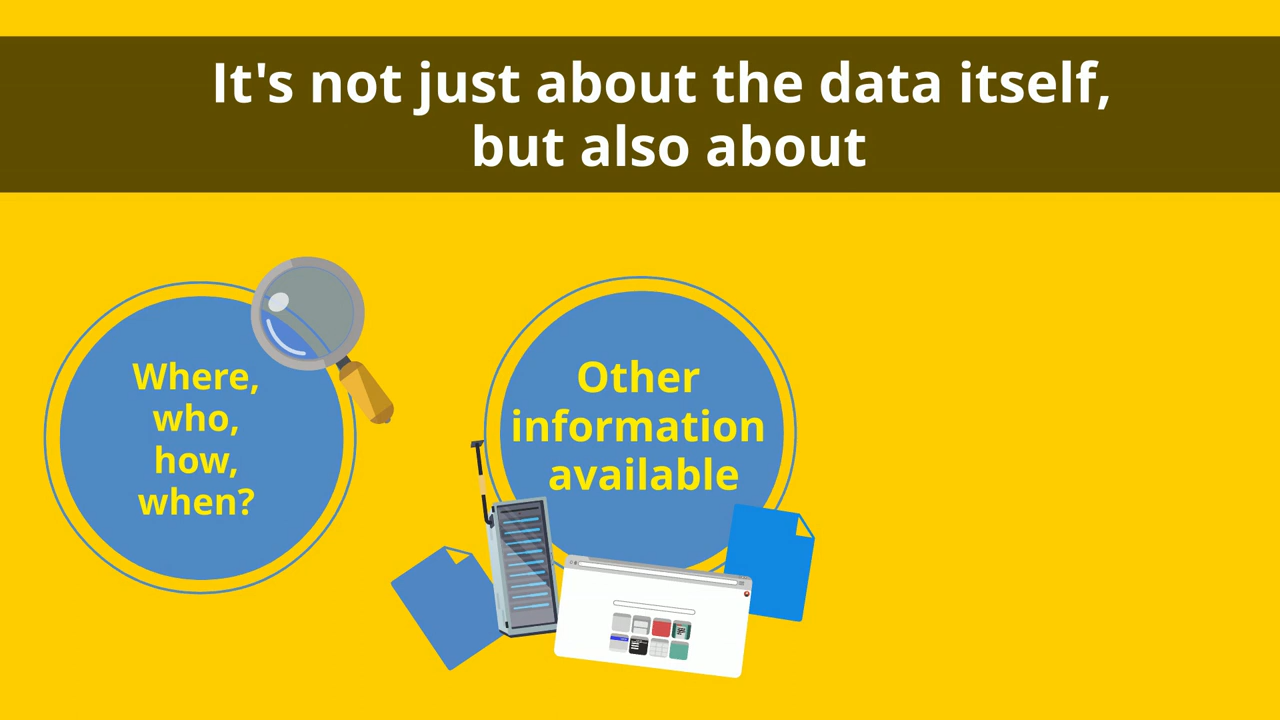 It's not just about the data itself,
but also about
Where,
who,
how,
when?
Other
information
available